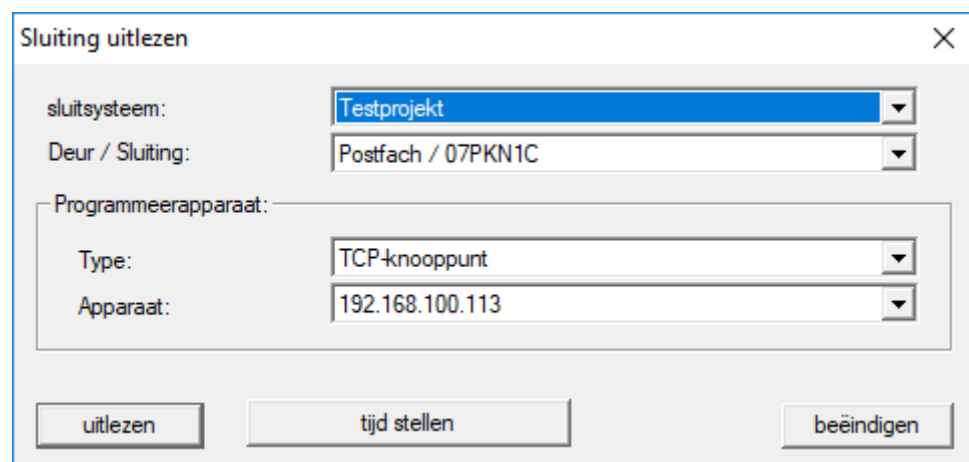 Sluiting uitlezen
sluitsysteem: Testprojekt
Deur / Sluiting: Postfach / 07PKN1C
Programmeerapparaat:
Type: TCP-knooppunt
Apparaat: 192.168.100.113
uitlezen tijd stellen beëindigen